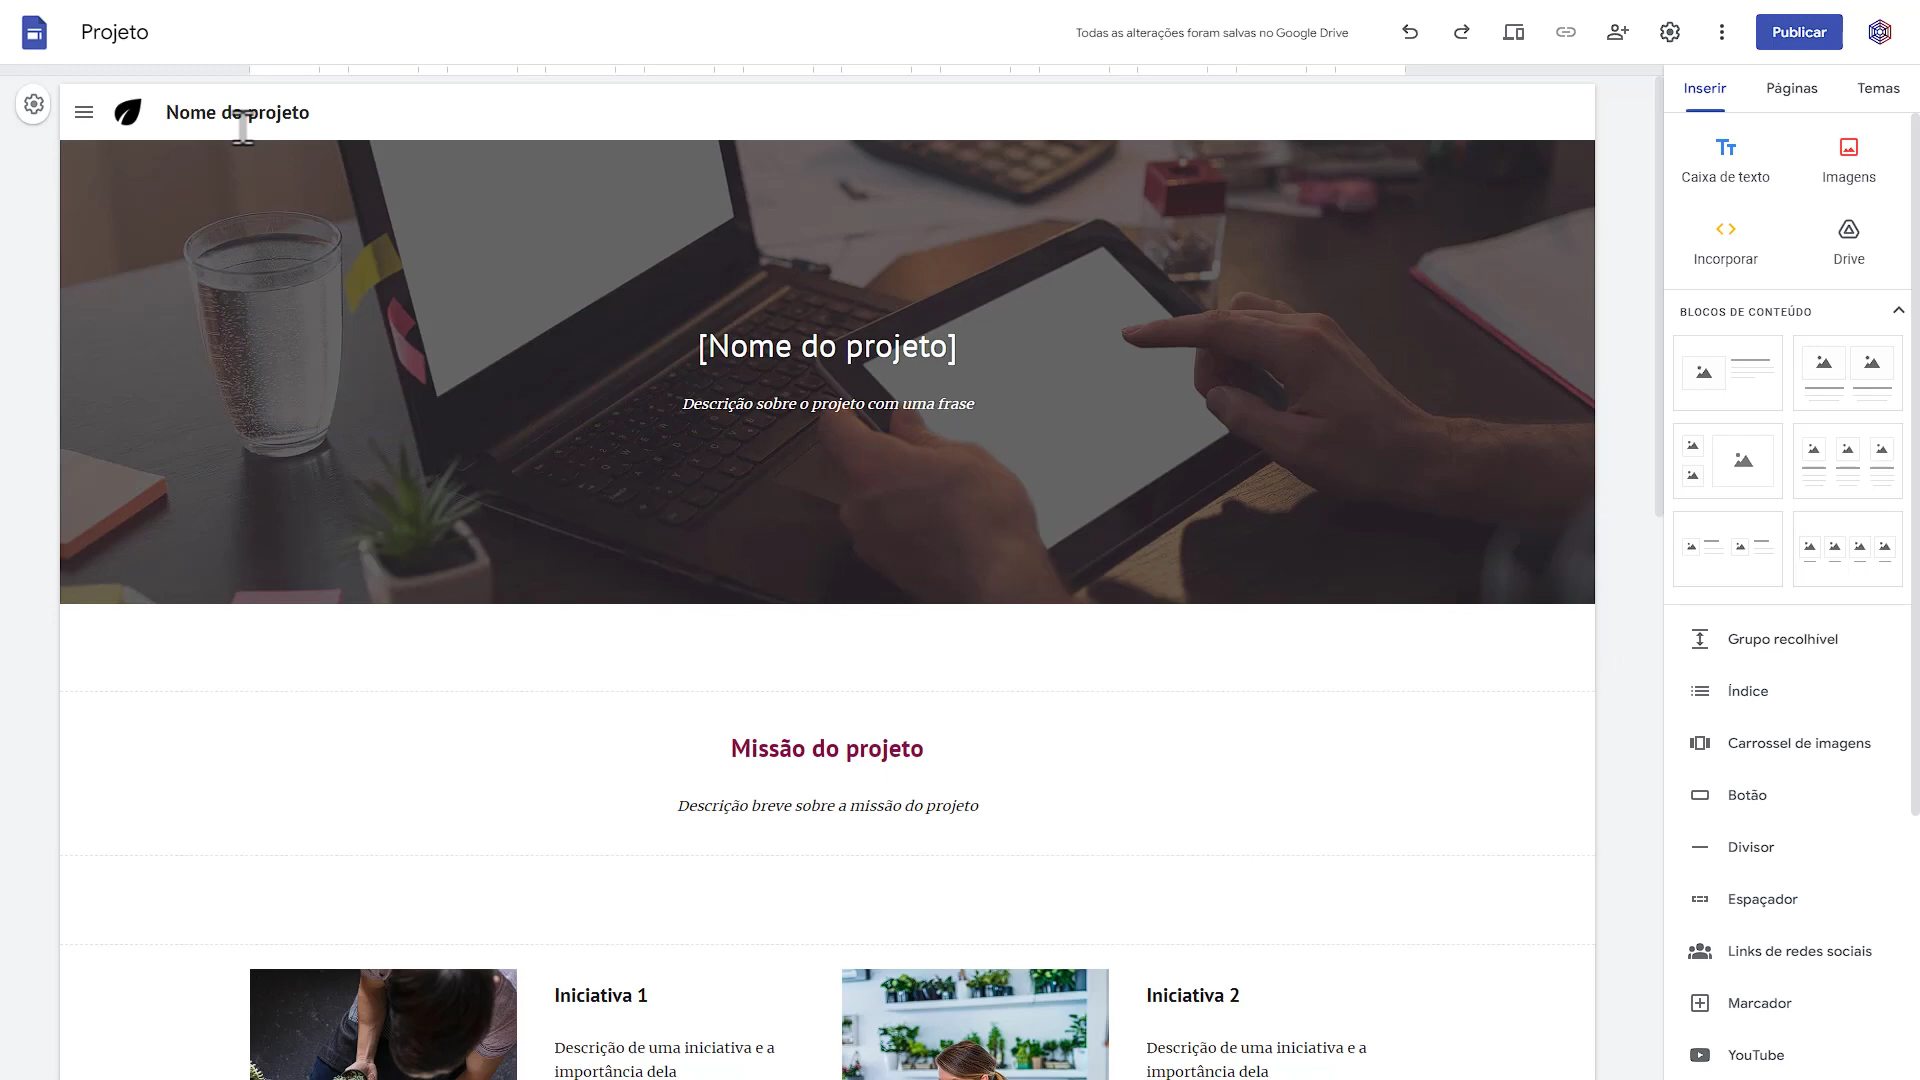 Projeto
Todas as alterações foram salvas no Google Drive
Publicar
Nome do projeto
Inserir
Páginas
Temas
Caixa de texto
Imagens
Incorporar
Drive
BLOCOS DE CONTEÚDO
[Nome do projeto]
Descrição sobre o projeto com uma frase
Grupo recolhível
Índice
Carrossel de imagens
Botão
Divisor
Espaçador
Links de redes sociais
Marcador
YouTube
Missão do projeto
Descrição breve sobre a missão do projeto
Iniciativa 1
Descrição de uma iniciativa e a
importância dela
Iniciativa 2
Descrição de uma iniciativa e a
importância dela